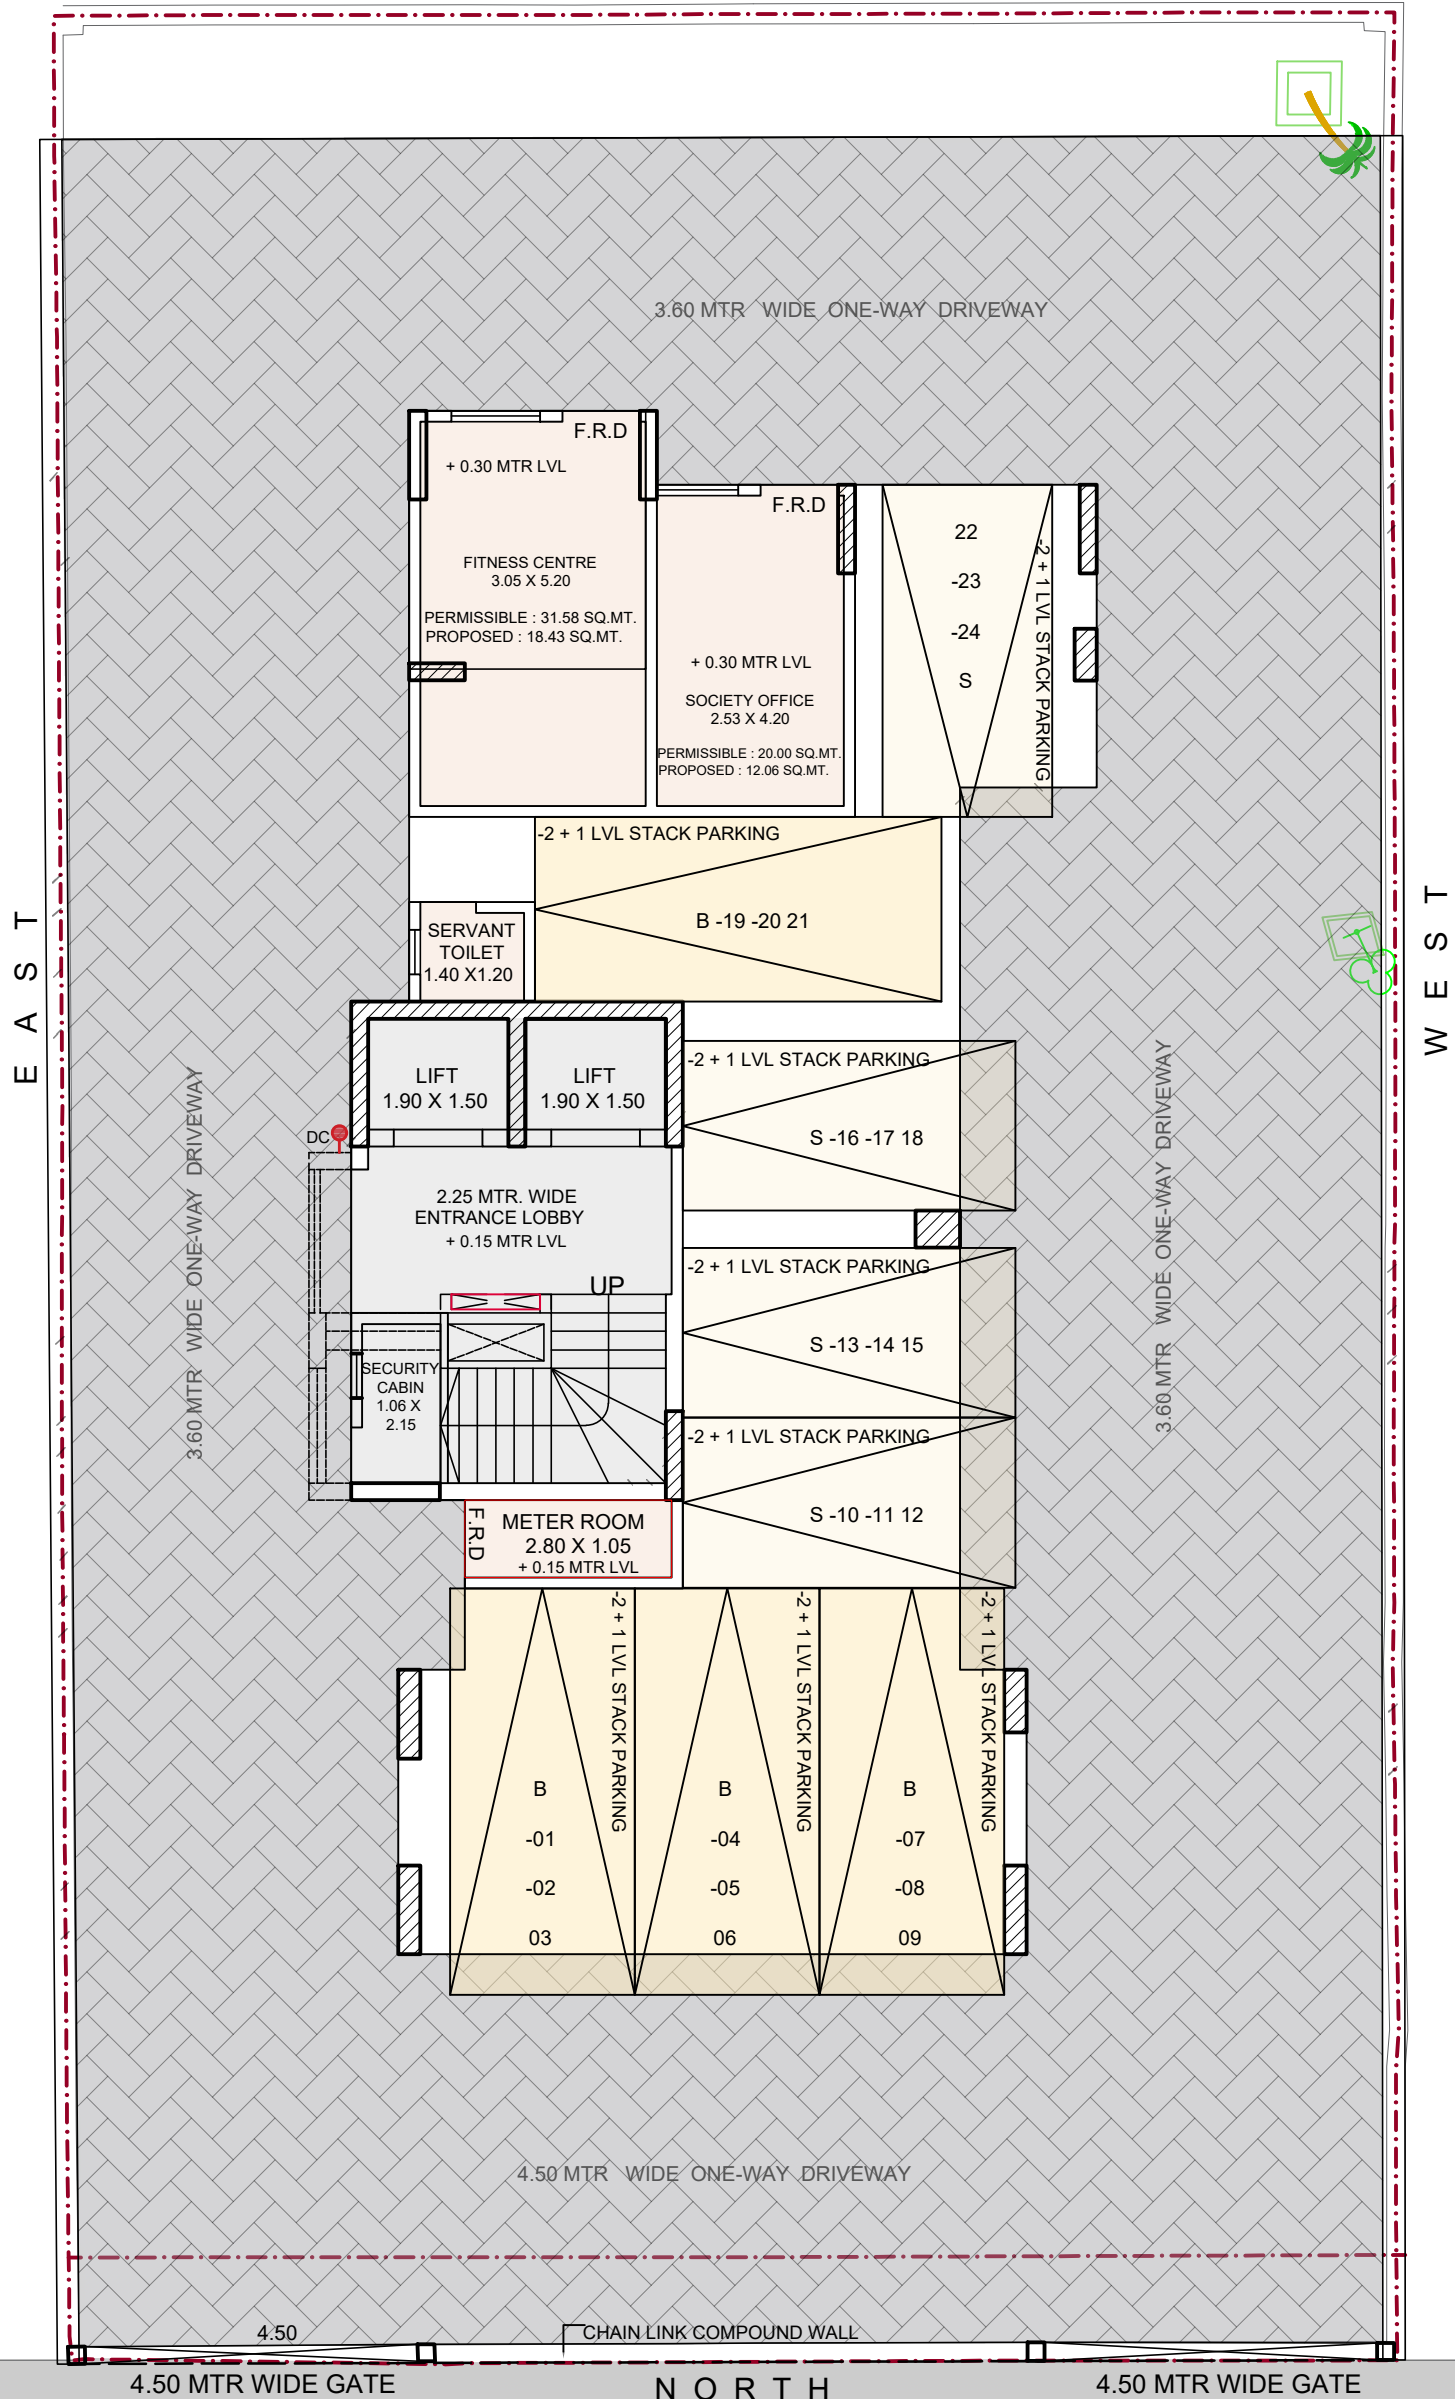 3.60 MTR WIDE ONE-WAY DRIVEWAY
F.R.D
+ 0.30 MTR LVL
FITNESS CENTRE
3.05 X 5.20
PERMISSIBLE : 31.58 SQ.MT.
PROPOSED : 18.43 SQ.MT.
F.R.D
+ 0.30 MTR LVL
SOCIETY OFFICE
2.53 X 4.20
PERMISSIBLE : 20.00 SQ.MT.
PROPOSED : 12.06 SQ.MT.
22
-23
-24
S
-2 + 1 LVL STACK PARKING
-2 + 1 LVL STACK PARKING
B -19 -20 21
SERVANT
TOILET
1.40 X1.20
EAST
WEST
LIFT
1.90 X 1.50
LIFT
1.90 X 1.50
-2 + 1 LVL STACK PARKING
S -16 -17 18
DC
3.60 MTR WIDE ONE-WAY DRIVEWAY
3.60 MTR WIDE ONE-WAY DRIVEWAY
2.25 MTR. WIDE
ENTRANCE LOBBY
+ 0.15 MTR LVL
UP
-2 + 1 LVL STACK PARKING
S -13 -14 15
SECURITY
CABIN
1.06 X
2.15
-2 + 1 LVL STACK PARKING
S -10 -11 12
F.R.D
METER ROOM
2.80 X 1.05
+ 0.15 MTR LVL
-2 + 1 LVL STACK PARKING
-2 + 1 LVL STACK PARKING
-2 + 1 LVL STACK PARKING
B
-01
-02
03
B
-04
-05
06
B
-07
-08
09
4.50 MTR WIDE ONE-WAY DRIVEWAY
4.50
CHAIN LINK COMPOUND WALL
4.50 MTR WIDE GATE
NORTH
4.50 MTR WIDE GATE